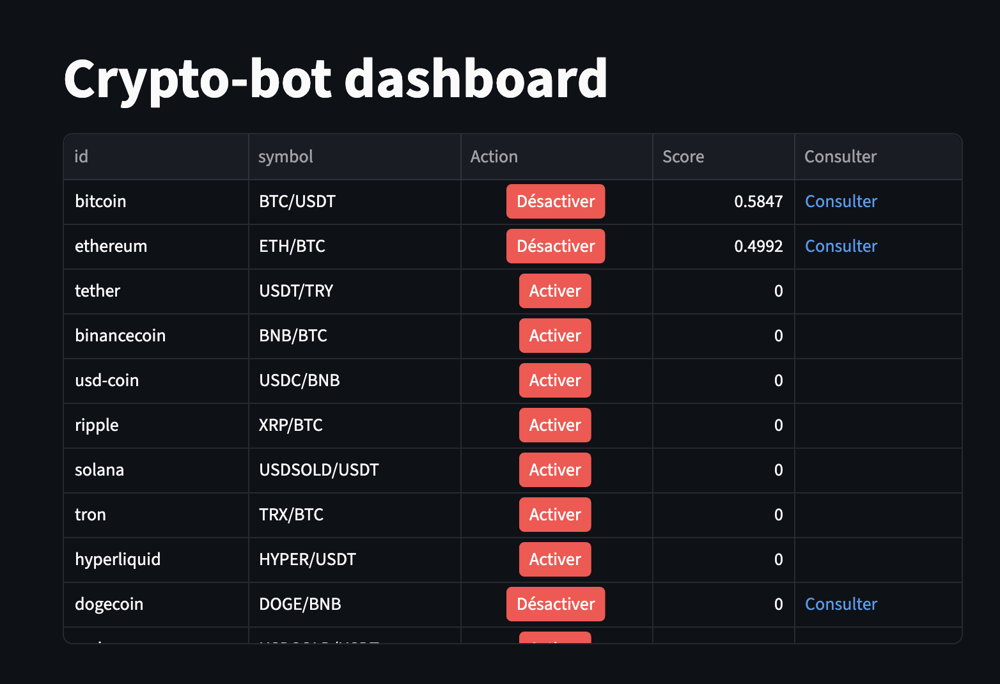 Crypto-bot dashboard
id symbol Action Score Consulter
bitcoin BTC/USDT Désactiver 0.5847 Consulter
ethereum ETH/BTC Désactiver 0.4992 Consulter
tether USDT/TRY Activer 0
binancecoin BNB/BTC Activer 0
usd-coin USDC/BNB Activer 0
ripple XRP/BTC Activer 0
solana USDSOLD/USDT Activer 0
tron TRX/BTC Activer 0
hyperliquid HYPER/USDT Activer 0
dogecoin DOGE/BNB Désactiver 0 Consulter